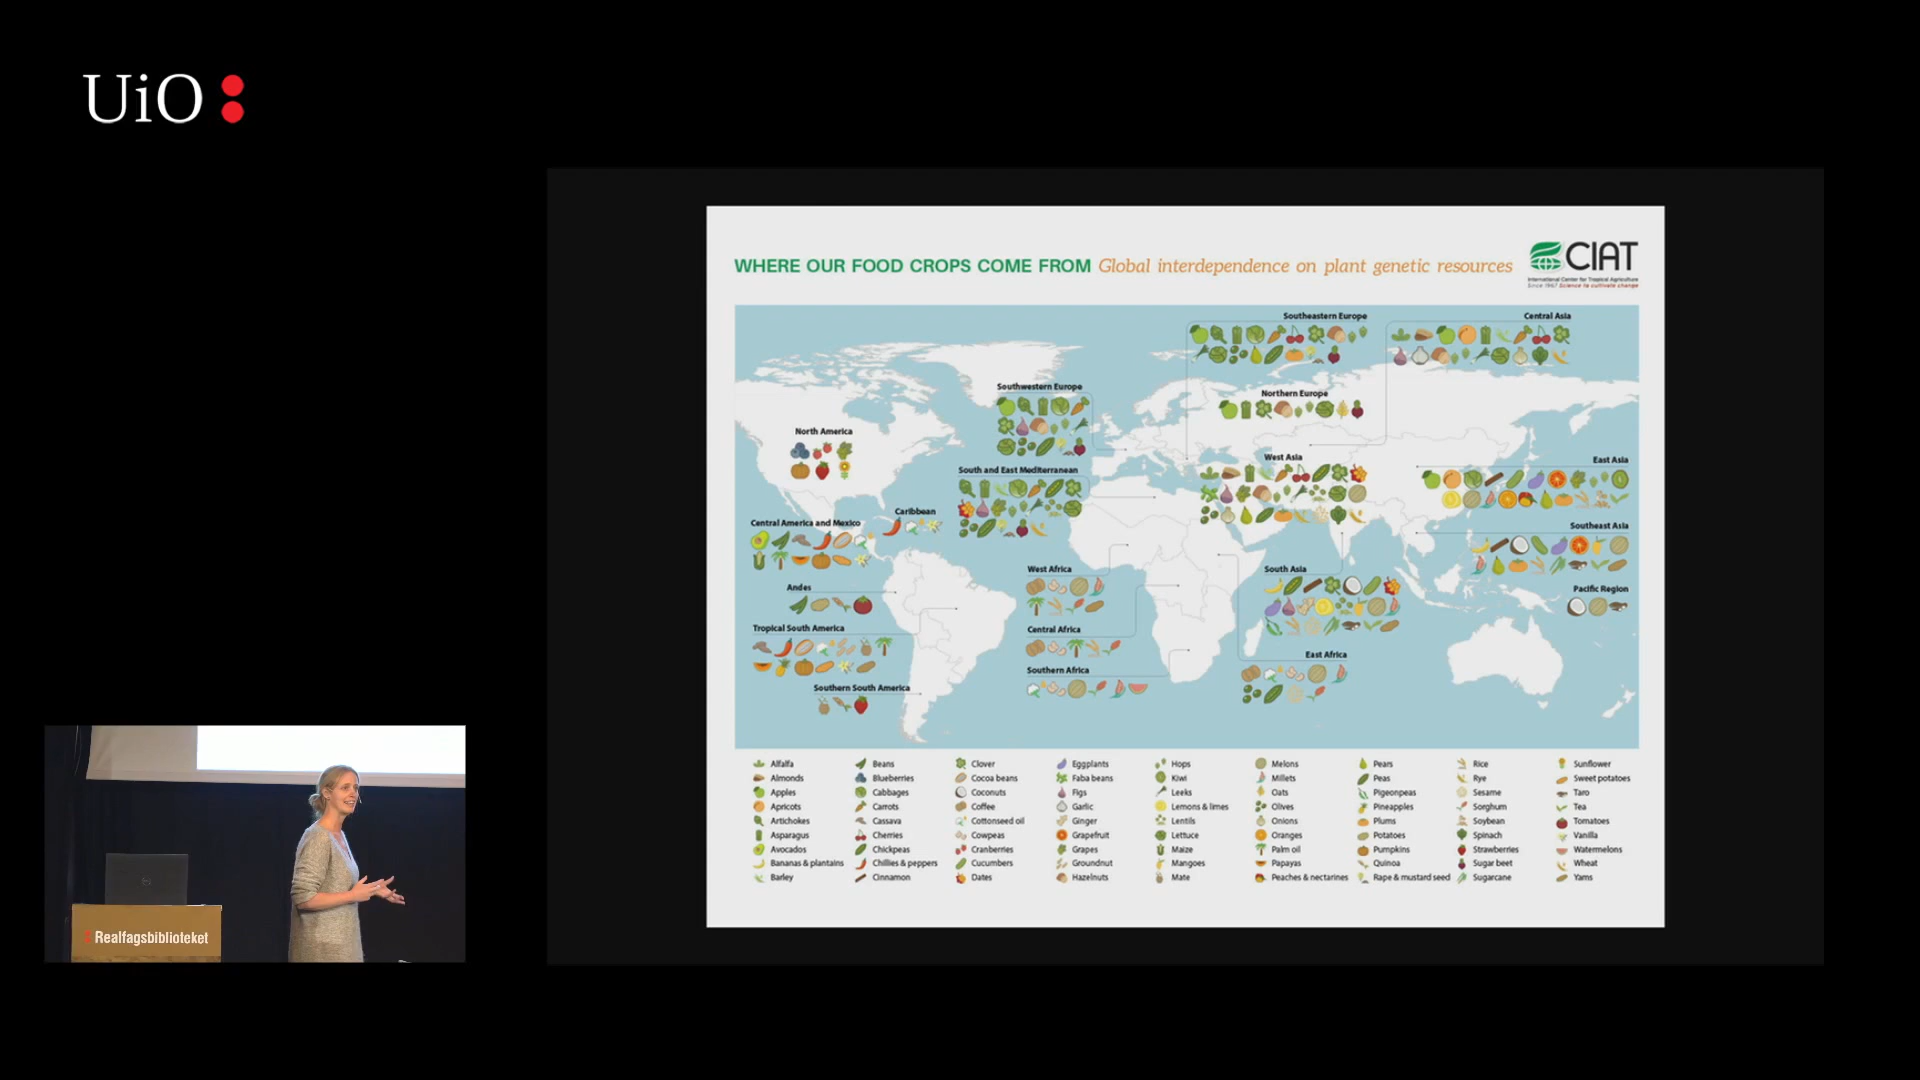 UiO
WHERE OUR FOOD CROPS COME FROM Global interdependence on plant genetic resources
CIAT
International Center for Tropical Agriculture
Since 1967 Science to cultivate change
Southeastern Europe
Central Asia
Southwestern Europe
Northern Europe
North America
West Asia
East Asia
South and East Mediterranean
Caribbean
Central America and Mexico
Southeast Asia
West Africa
South Asia
Andes
Pacific Region
Tropical South America
Central Africa
East Africa
Southern Africa
Southern South America
Alfalfa
Almonds
Apples
Apricots
Artichokes
Asparagus
Avocados
Bananas & plantains
Barley
Beans
Blueberries
Cabbages
Carrots
Cassava
Cherries
Chickpeas
Chillies & peppers
Cinnamon
Clover
Cocoa beans
Coconuts
Coffee
Cottonseed oil
Cowpeas
Cranberries
Cucumbers
Dates
Eggplants
Faba beans
Figs
Garlic
Ginger
Grapefruit
Grapes
Groundnut
Hazelnuts
Hops
Kiwi
Leeks
Lemons & limes
Lentils
Lettuce
Maize
Mangoes
Mate
Melons
Millets
Oats
Olives
Onions
Oranges
Palm oil
Papayas
Peaches & nectarines
Pears
Peas
Pigeonpeas
Pineapples
Plums
Potatoes
Pumpkins
Quinoa
Rape & mustard seed
Rice
Rye
Sesame
Sorghum
Soybean
Spinach
Strawberries
Sugar beet
Sugarcane
Sunflower
Sweet potatoes
Taro
Tea
Tomatoes
Vanilla
Watermelons
Wheat
Yams
Realfagsbiblioteket